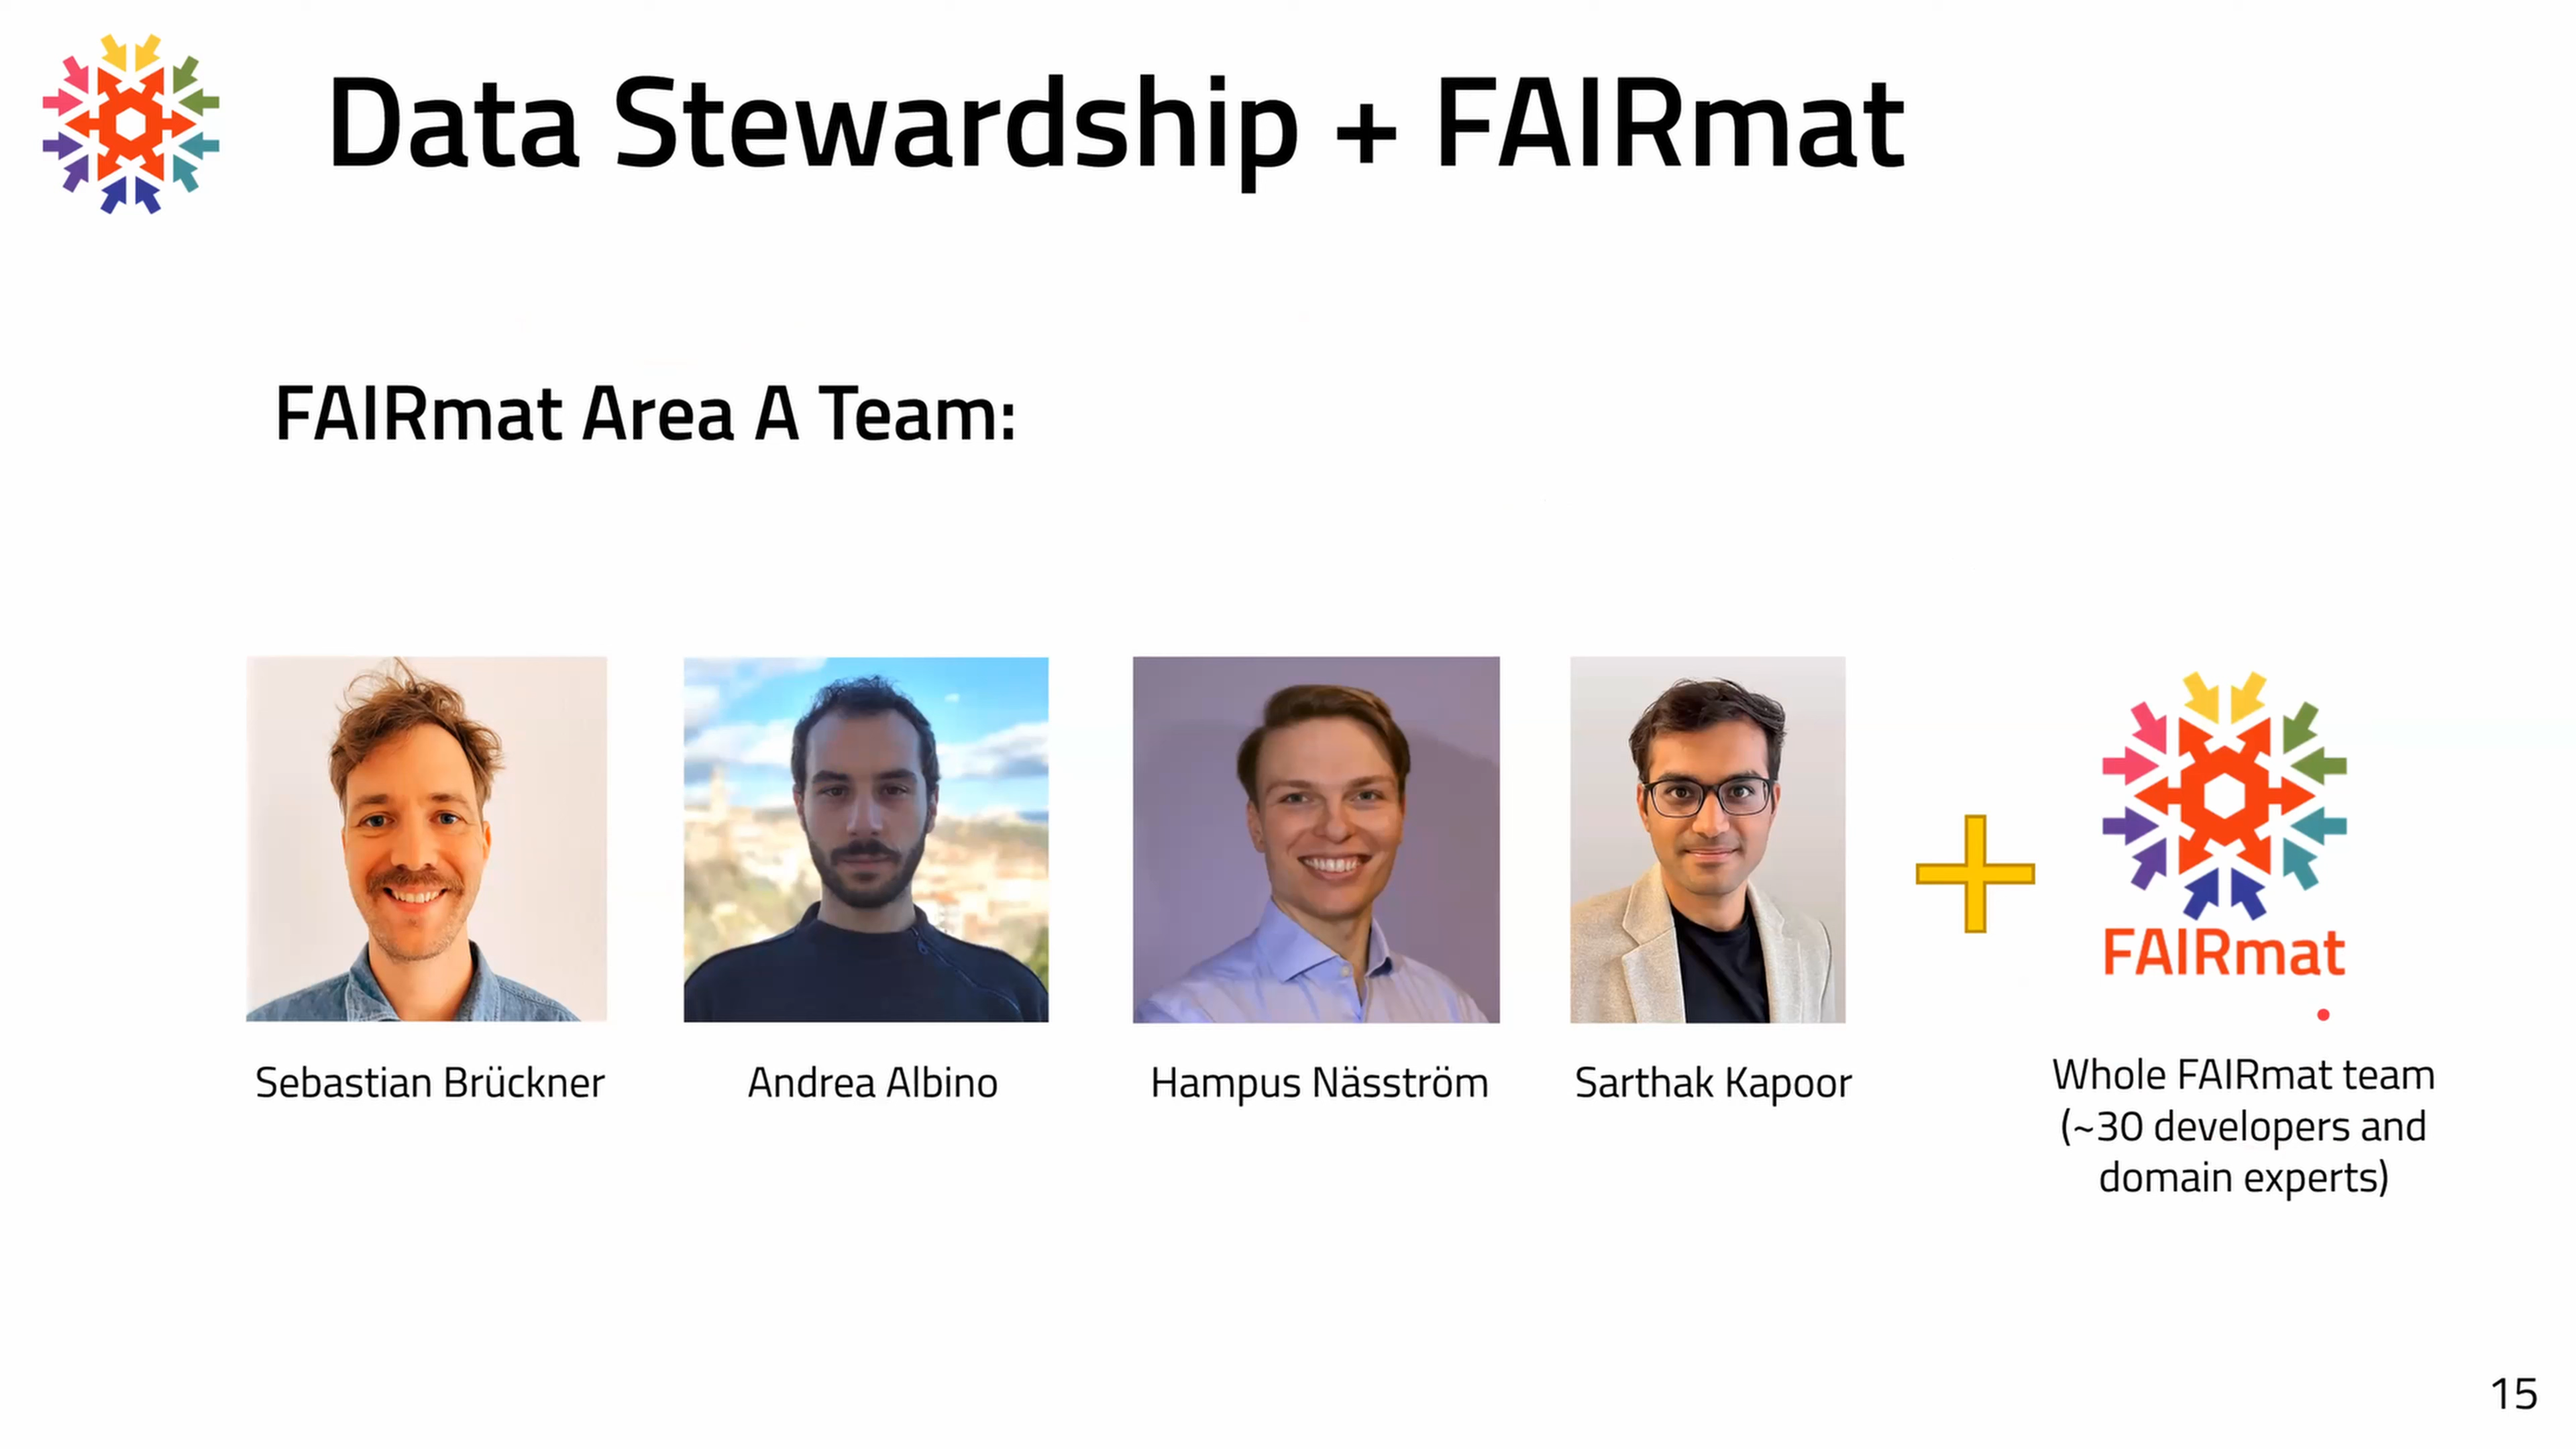 Data Stewardship + FAIRmat
FAIRmat Area A Team:
Sebastian Brückner
Andrea Albino
Hampus Näsström
Sarthak Kapoor
FAIRmat
Whole FAIRmat team
(~30 developers and
domain experts)
15